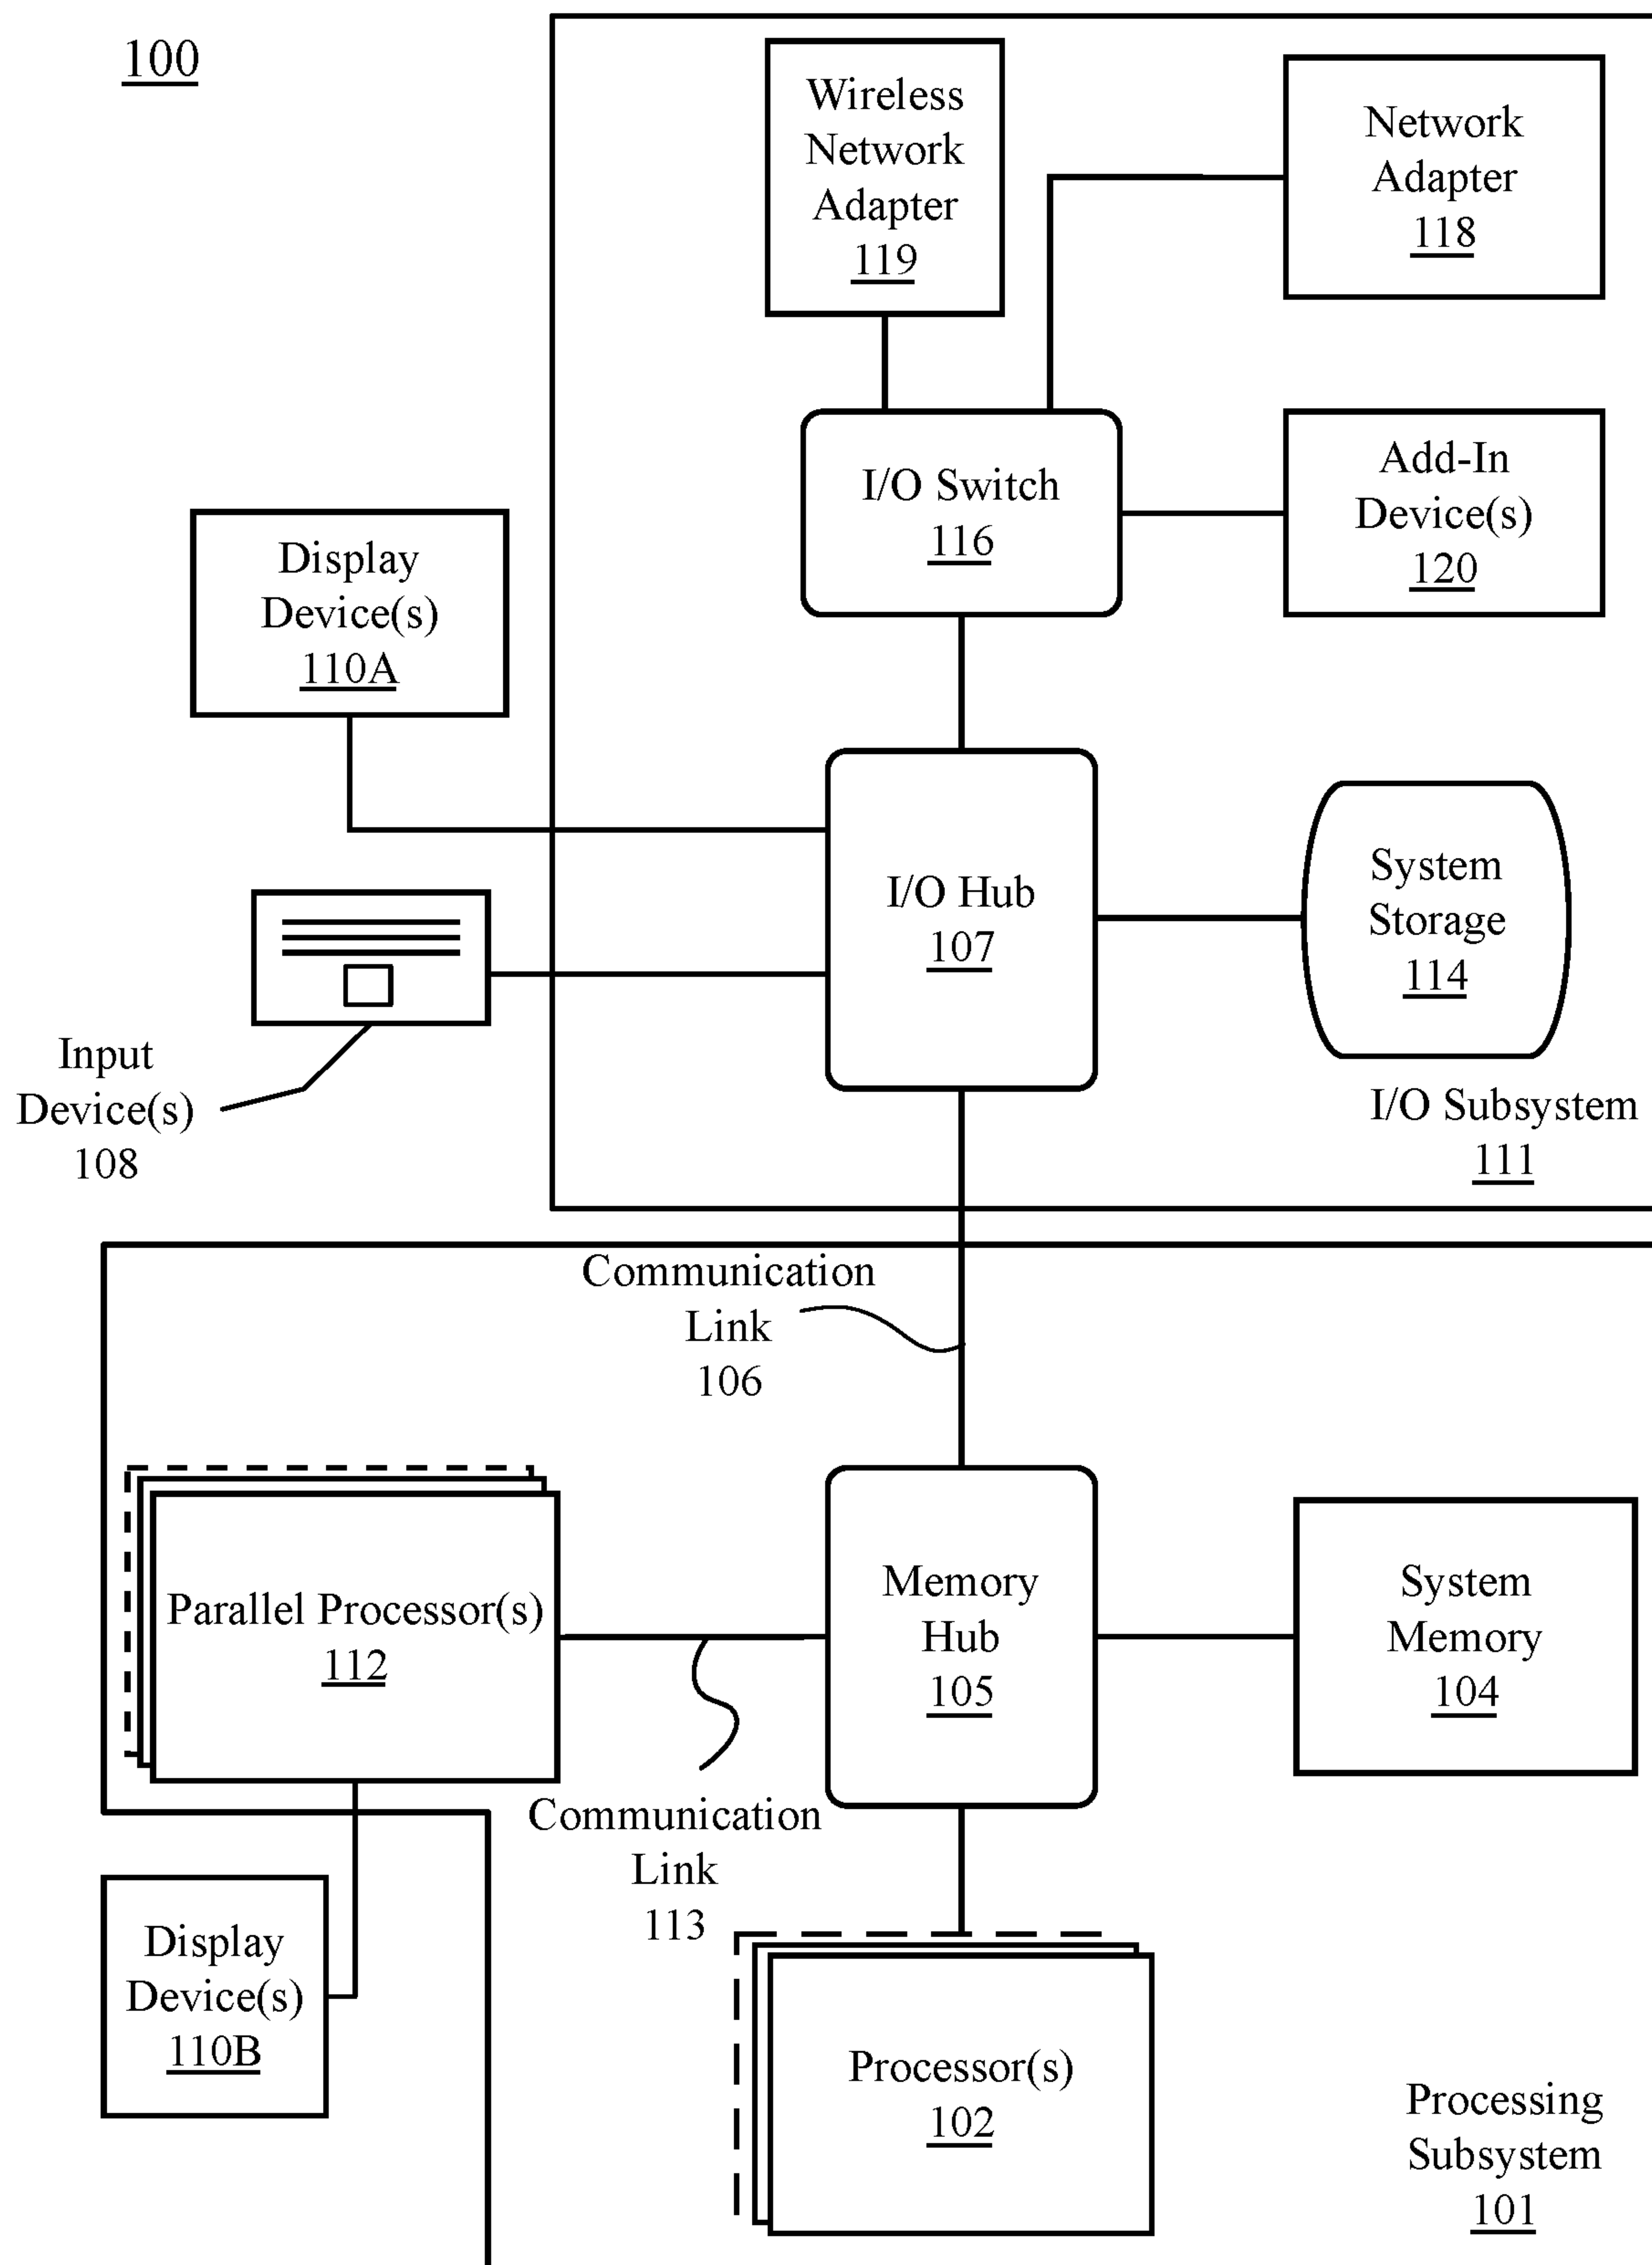 100
Wireless
Network
Adapter
119
Network
Adapter
118
I/O Switch
116
Add-In
Device(s)
120
Display
Device(s)
110A
I/O Hub
107
System
Storage
114
Input
Device(s)
108
I/O Subsystem
111
Communication
Link
106
Parallel Processor(s)
112
Memory
Hub
105
System
Memory
104
Communication
Link
113
Display
Device(s)
110B
Processor(s)
102
Processing
Subsystem
101